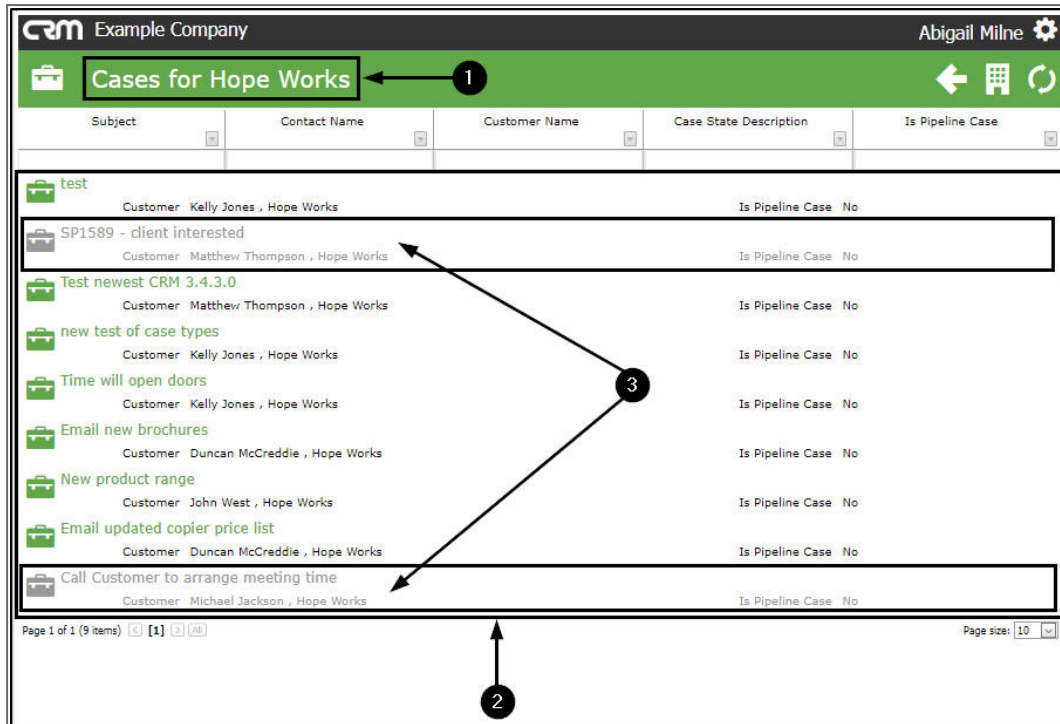 CRM Example Company Abigail Milne
Cases for Hope Works 1
Subject Contact Name Customer Name Case State Description Is Pipeline Case
test
Customer Kelly Jones , Hope Works Is Pipeline Case No
SP1589 - client interested
Customer Matthew Thompson , Hope Works Is Pipeline Case No
Test newest CRM 3.4.3.0
Customer Matthew Thompson , Hope Works Is Pipeline Case No
new test of case types
Customer Kelly Jones , Hope Works Is Pipeline Case No
Time will open doors 3
Customer Kelly Jones , Hope Works Is Pipeline Case No
Email new brochures
Customer Duncan McCreddie , Hope Works Is Pipeline Case No
New product range
Customer John West , Hope Works Is Pipeline Case No
Email updated copier price list
Customer Duncan McCreddie , Hope Works Is Pipeline Case No
Call Customer to arrange meeting time
Customer Michael Jackson , Hope Works Is Pipeline Case No
Page 1 of 1 (9 items) < [1] > All Page size: 10
2